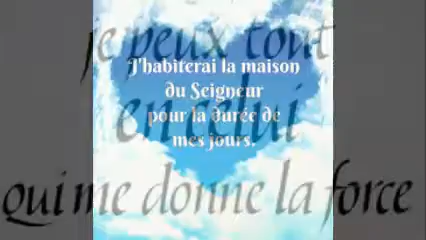 je peux tout
J'habiterai la maison
du Seigneur
en celui
pour la durée de
mes jours.
qui me donne la force